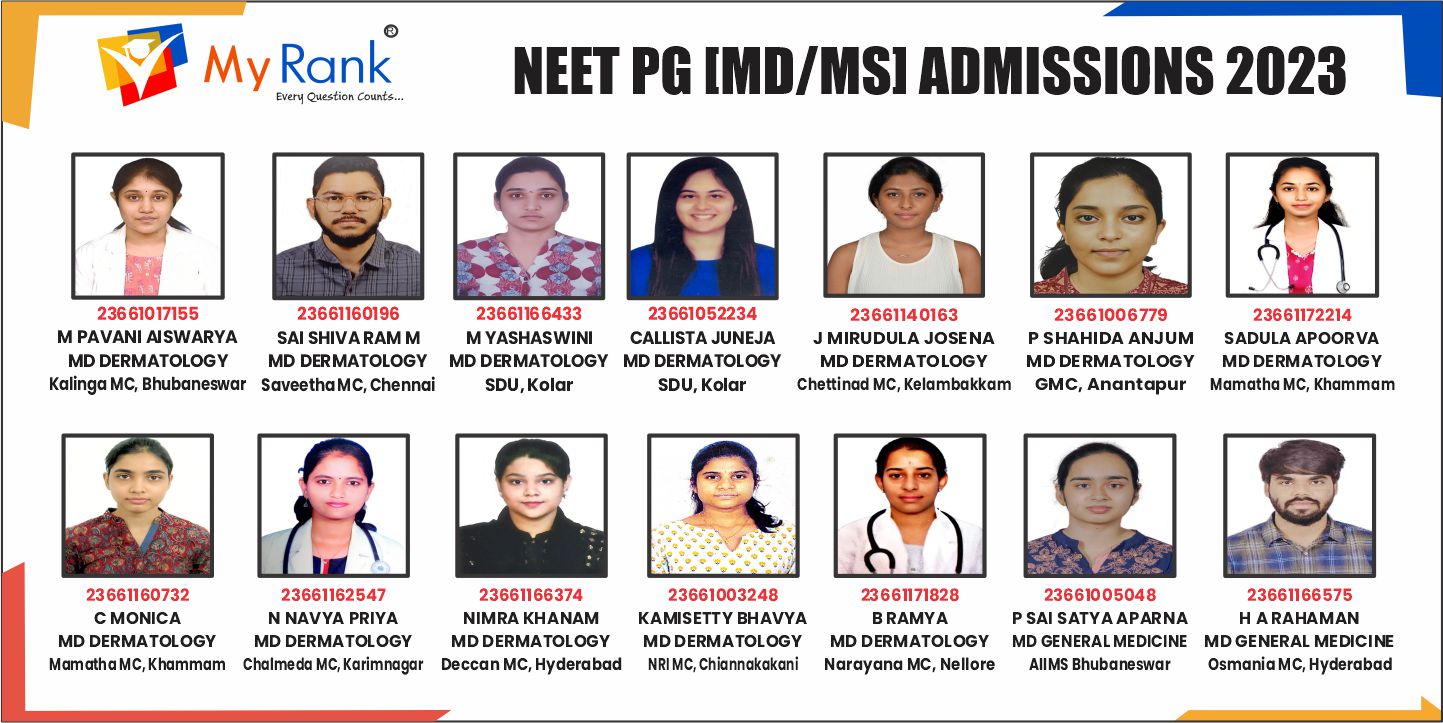 MyRank ®
Every Question Counts...
NEET PG [MD/MS] ADMISSIONS 2023
23661017155
M PAVANI AISWARYA
MD DERMATOLOGY
Kalinga MC, Bhubaneswar
23661160196
SAI SHIVA RAM M
MD DERMATOLOGY
Saveetha MC, Chennai
23661166433
M YASHASWINI
MD DERMATOLOGY
SDU, Kolar
23661052234
CALLISTA JUNEJA
MD DERMATOLOGY
SDU, Kolar
23661140163
J MIRUDULA JOSENA
MD DERMATOLOGY
Chettinad MC, Kelambakkam
23661006779
P SHAHIDA ANJUM
MD DERMATOLOGY
GMC, Anantapur
23661172214
SADULA APOORVA
MD DERMATOLOGY
Mamatha MC, Khammam
23661160732
C MONICA
MD DERMATOLOGY
Mamatha MC, Khammam
23661162547
N NAVYA PRIYA
MD DERMATOLOGY
Chalmeda MC, Karimnagar
23661166374
NIMRA KHANAM
MD DERMATOLOGY
Deccan MC, Hyderabad
23661003248
KAMISETTY BHAVYA
MD DERMATOLOGY
NRI MC, Chiannakakani
23661171828
B RAMYA
MD DERMATOLOGY
Narayana MC, Nellore
23661005048
P SAI SATYA APARNA
MD GENERAL MEDICINE
AIIMS Bhubaneswar
23661166575
H A RAHAMAN
MD GENERAL MEDICINE
Osmania MC, Hyderabad